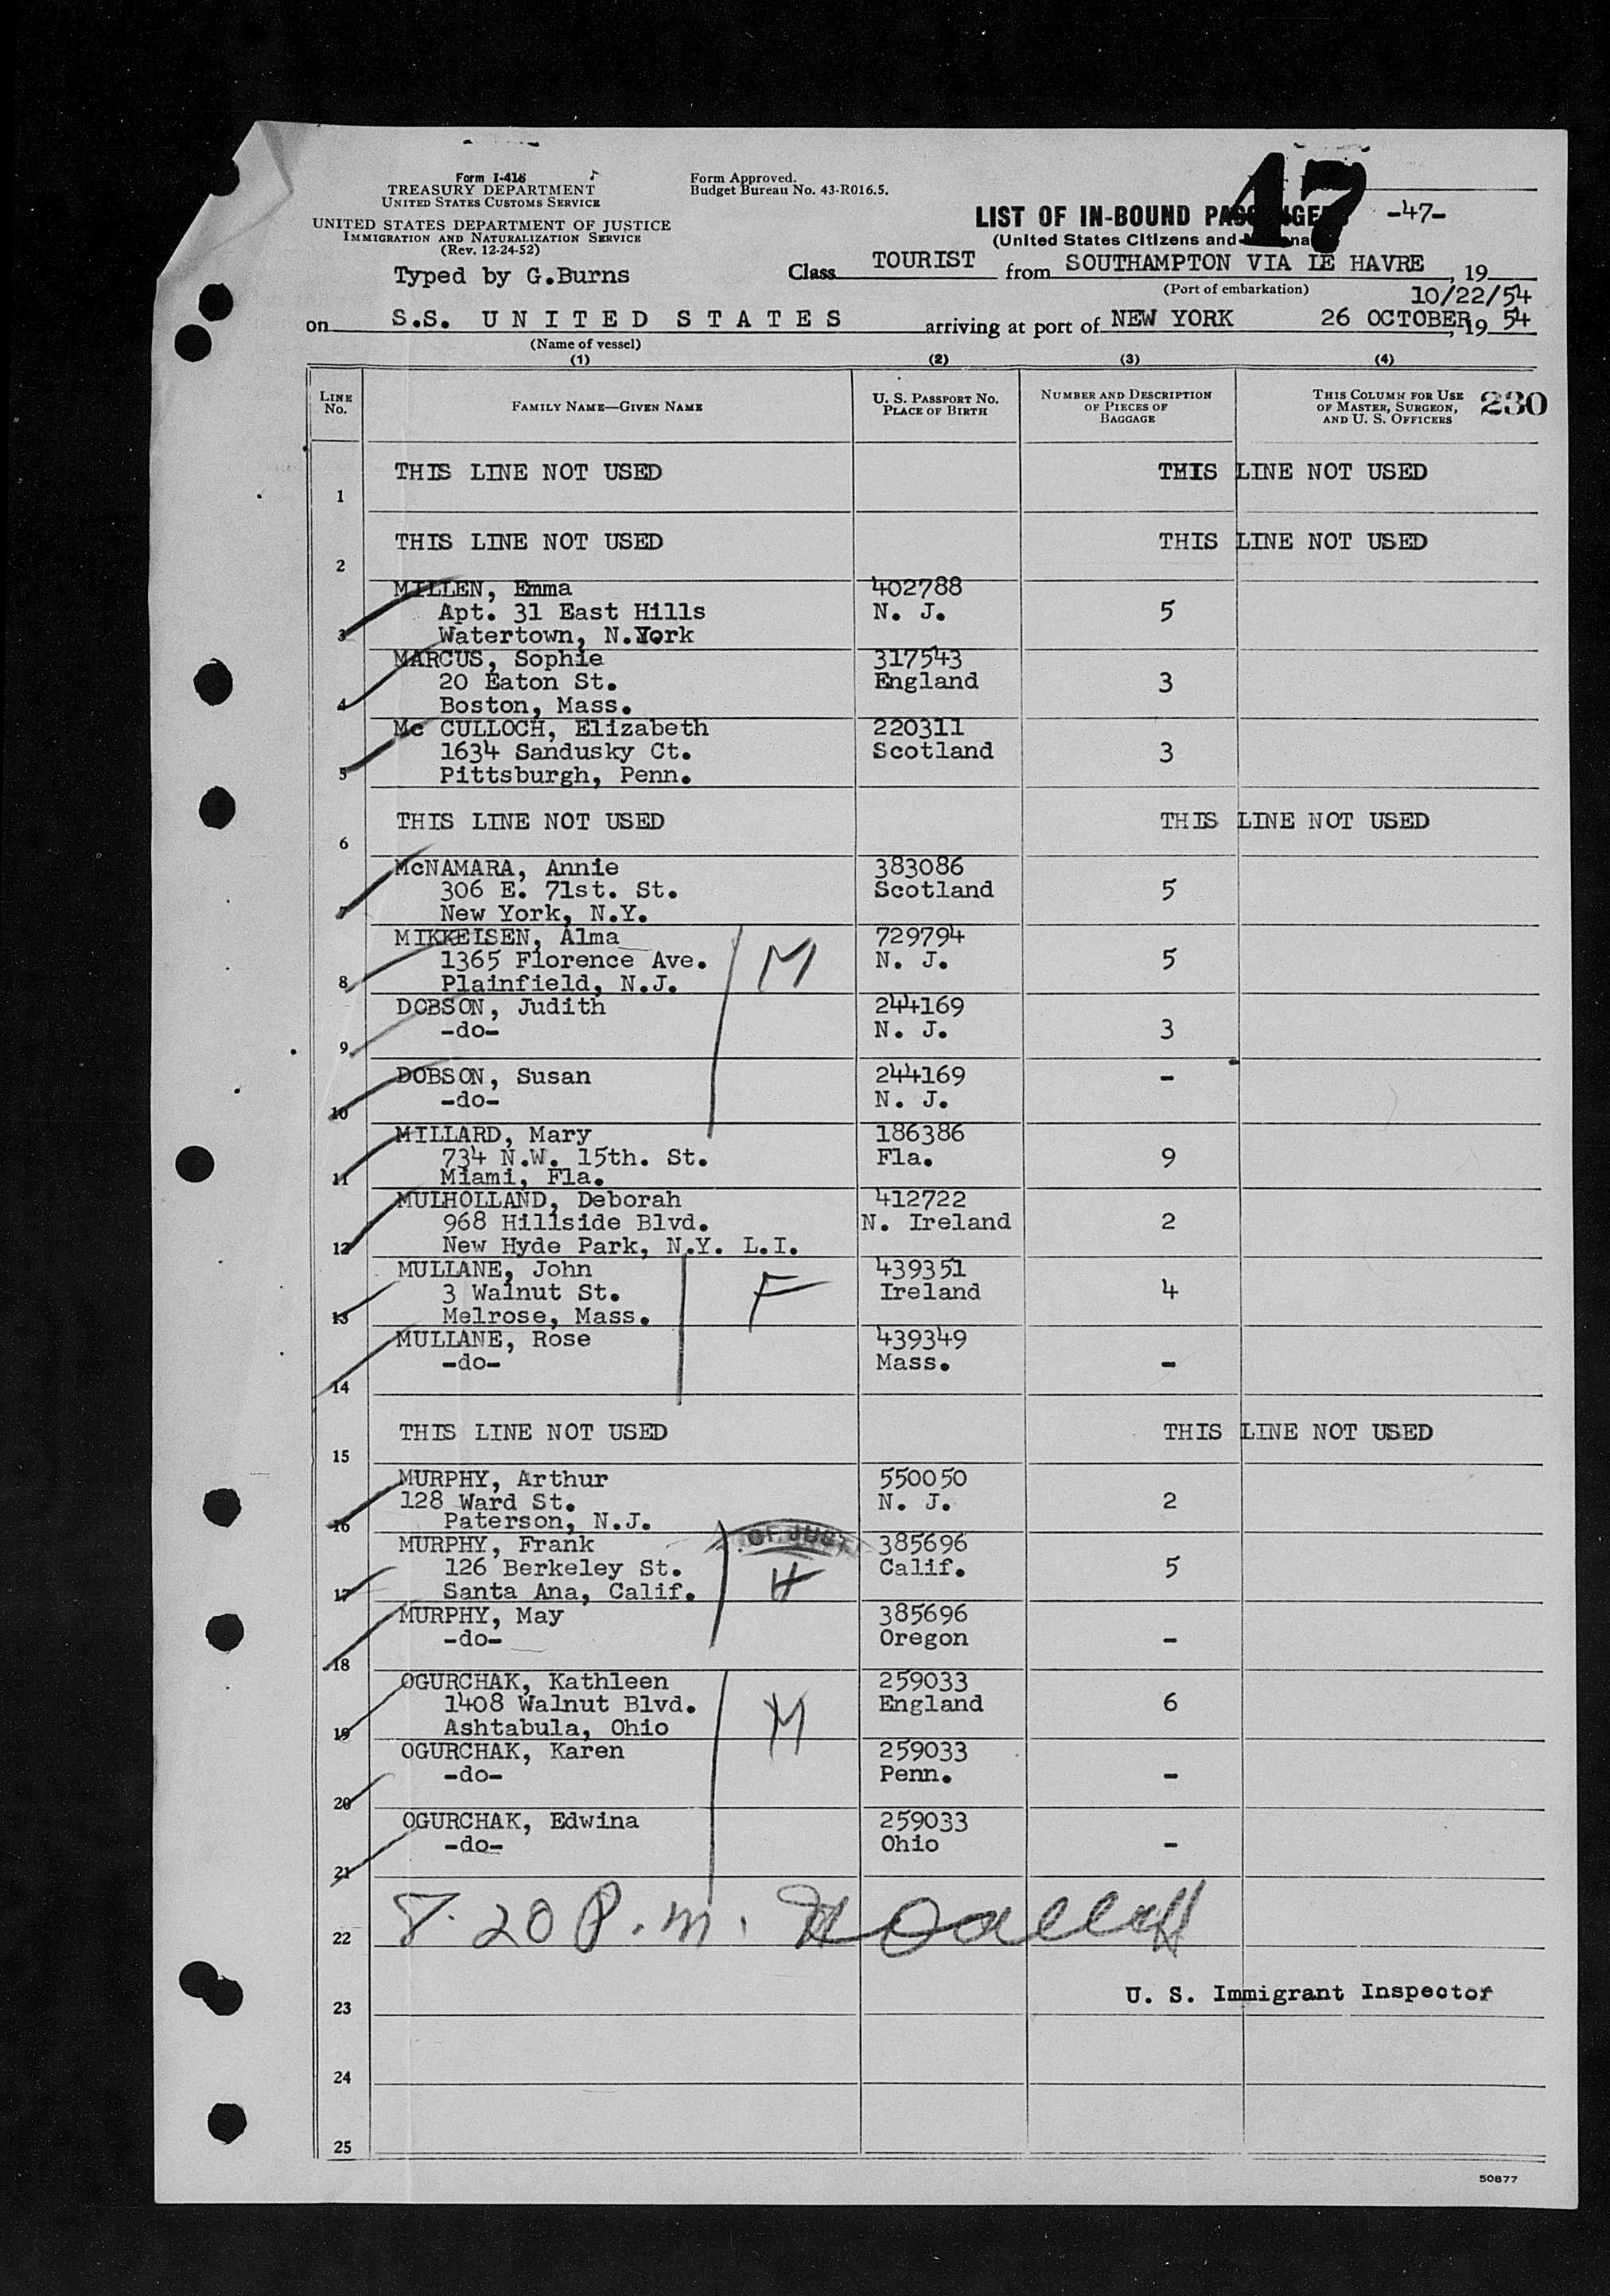 Form I-418
TREASURY DEPARTMENT
UNITED STATES CUSTOMS SERVICE
UNITED STATES DEPARTMENT OF JUSTICE
IMMIGRATION AND NATURALIZATION SERVICE
(Rev. 12-24-52)
Typed by G.Burns
Form Approved.
Budget Bureau No. 43-R016.5.
47
LIST OF IN-BOUND -47-
(United States Citizens and
Class TOURIST from SOUTHAMPTON VIA LE HAVRE, 19
(Port of embarkation)
10/22/54
on S.S. UNITED STATES arriving at port of NEW YORK 26 OCTOBER, 19 54
(Name of vessel)
(1) (2) (3) (4)
LINE No. FAMILY NAME—GIVEN NAME U. S. PASSPORT NO. PLACE OF BIRTH NUMBER AND DESCRIPTION OF PIECES OF BAGGAGE THIS COLUMN FOR USE OF MASTER, SURGEON, AND U. S. OFFICERS 230
1 THIS LINE NOT USED THIS LINE NOT USED
2 THIS LINE NOT USED THIS LINE NOT USED
MILLEN, Emma 402788
Apt. 31 East Hills N. J. 5
3 Watertown, N.York
MARCUS, Sophie 317543
20 Eaton St. England 3
4 Boston, Mass.
Mc CULLOCH, Elizabeth 220311
1634 Sandusky Ct. Scotland 3
5 Pittsburgh, Penn.
6 THIS LINE NOT USED THIS LINE NOT USED
McNAMARA, Annie 383086
306 E. 71st. St. Scotland 5
7 New York, N.Y.
MIKKELSEN, Alma 729794
1365 Florence Ave. M N. J. 5
8 Plainfield, N.J.
DOBSON, Judith 244169
-do- N. J. 3
9
DOBSON, Susan 244169 -
-do- N. J.
10
MILLARD, Mary 186386
734 N.W. 15th. St. Fla. 9
11 Miami, Fla.
MULHOLLAND, Deborah 412722
968 Hillside Blvd. N. Ireland 2
12 New Hyde Park, N.Y. L.I.
MULLANE, John 439351
3 Walnut St. F Ireland 4
13 Melrose, Mass.
MULLANE, Rose 439349
-do- Mass. -
14
15 THIS LINE NOT USED THIS LINE NOT USED
MURPHY, Arthur 550050
128 Ward St. N. J. 2
16 Paterson, N.J.
MURPHY, Frank 385696
126 Berkeley St. Calif. 5
17 Santa Ana, Calif. H
MURPHY, May 385696
-do- Oregon -
18
OGURCHAK, Kathleen 259033
1408 Walnut Blvd. M England 6
19 Ashtabula, Ohio
OGURCHAK, Karen 259033
-do- Penn. -
20
OGURCHAK, Edwina 259033
-do- Ohio -
21
22 8.20 P.m.
23 U. S. Immigrant Inspector
24
25
50877